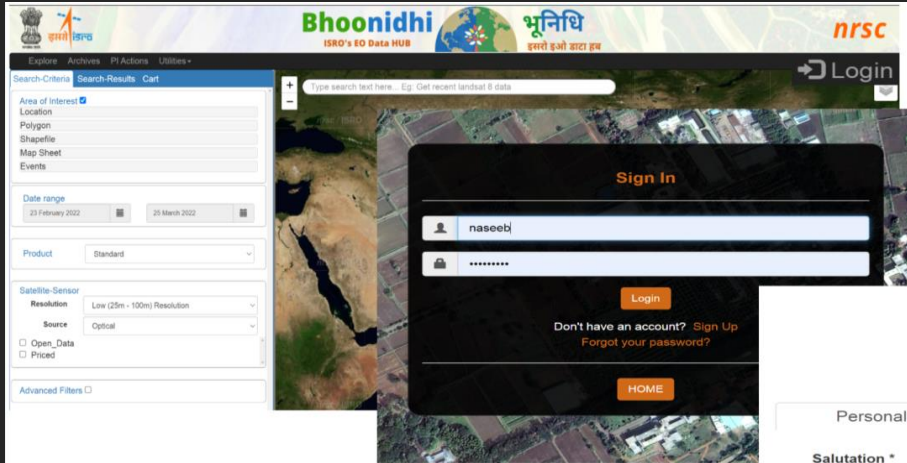 इसरो isro
Bhoonidhi
ISRO's EO Data HUB
भूनिधि
इसरो इओ डाटा हब
nrsc
Explore Archives PI Actions Utilities
Login
Search-Criteria Search-Results Cart
Area of Interest
Location
Polygon
Shapefile
Map Sheet
Events
Date range
23 February 2022 25 March 2022
Product Standard
Satellite-Sensor
Resolution Low (25m - 100m) Resolution
Source Optical
Open_Data
Priced
Advanced Filters
+
−
Type search text here... Eg: Get recent landsat 8 data
Sign In
naseeb
•••••••••
Login
Don't have an account? Sign Up
Forgot your password?
HOME
Personal
Salutation *